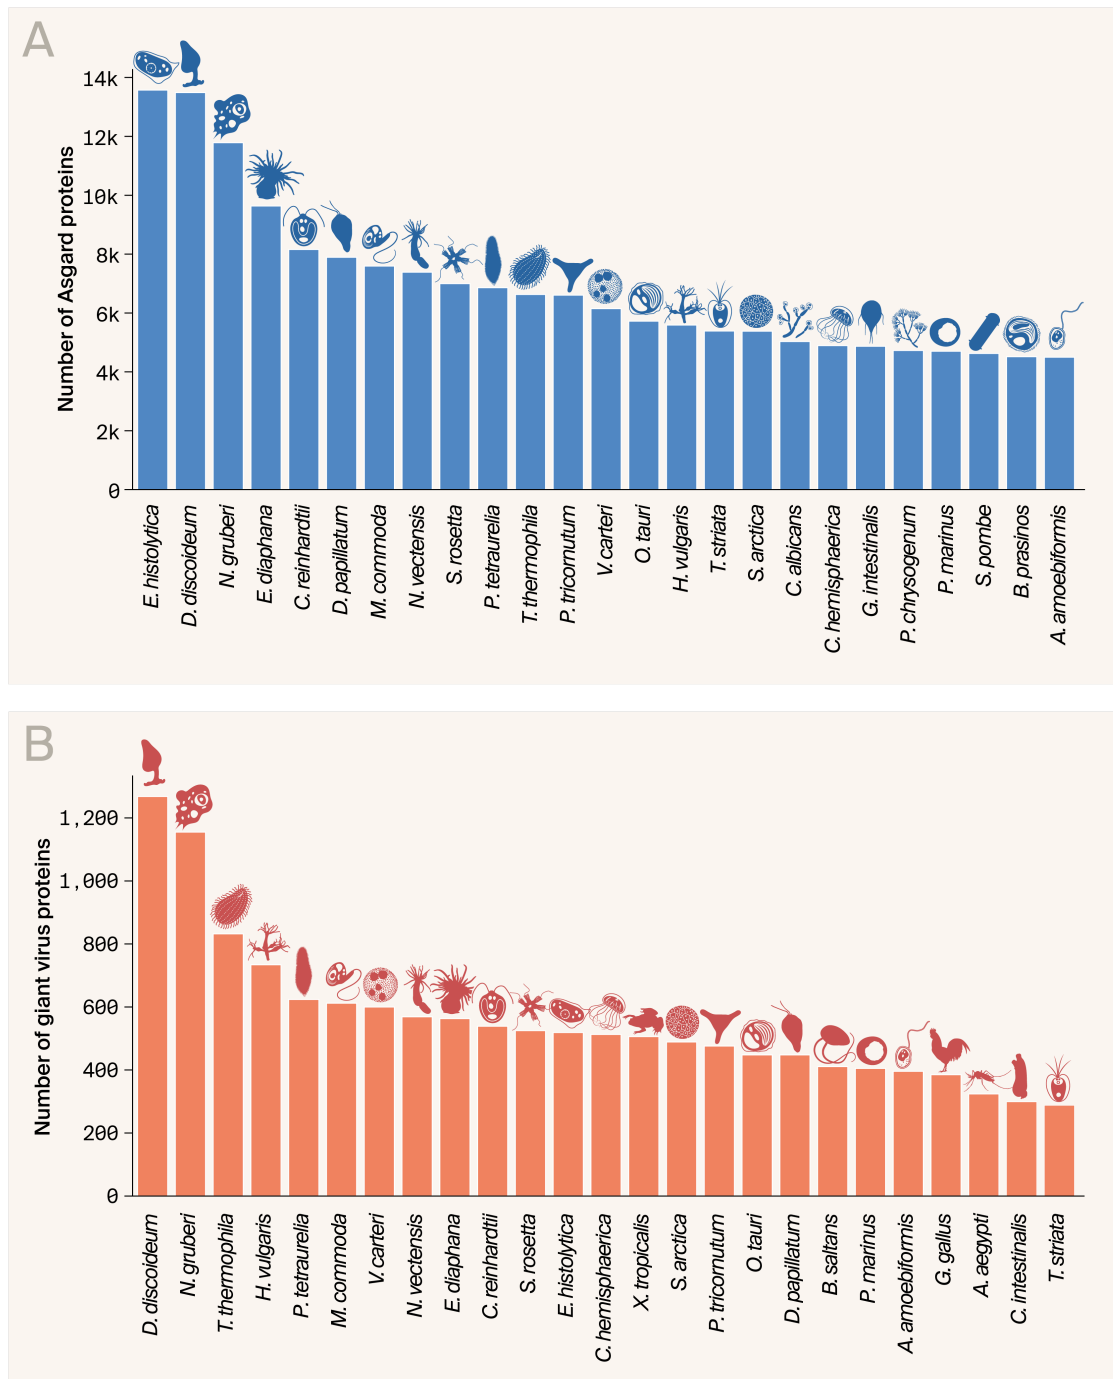 A
Number of Asgard proteins
14k
12k
10k
8k
6k
4k
2k
0
E. histolytica
D. discoideum
N. gruberi
E. diaphana
C. reinhardtii
D. papillatum
M. commoda
N. vectensis
S. rosetta
P. tetraurelia
T. thermophila
P. tricornutum
V. carteri
O. tauri
H. vulgaris
T. striata
S. arctica
C. albicans
C. hemisphaerica
G. intestinalis
P. chrysogenum
P. marinus
S. pombe
B. prasinos
A. amoebiformis
B
Number of giant virus proteins
1,200
1,000
800
600
400
200
0
D. discoideum
N. gruberi
T. thermophila
H. vulgaris
P. tetraurelia
M. commoda
V. carteri
N. vectensis
E. diaphana
C. reinhardtii
S. rosetta
E. histolytica
C. hemisphaerica
X. tropicalis
S. arctica
P. tricornutum
O. tauri
D. papillatum
B. saltans
P. marinus
A. amoebiformis
G. gallus
A. aegypti
C. intestinalis
T. striata